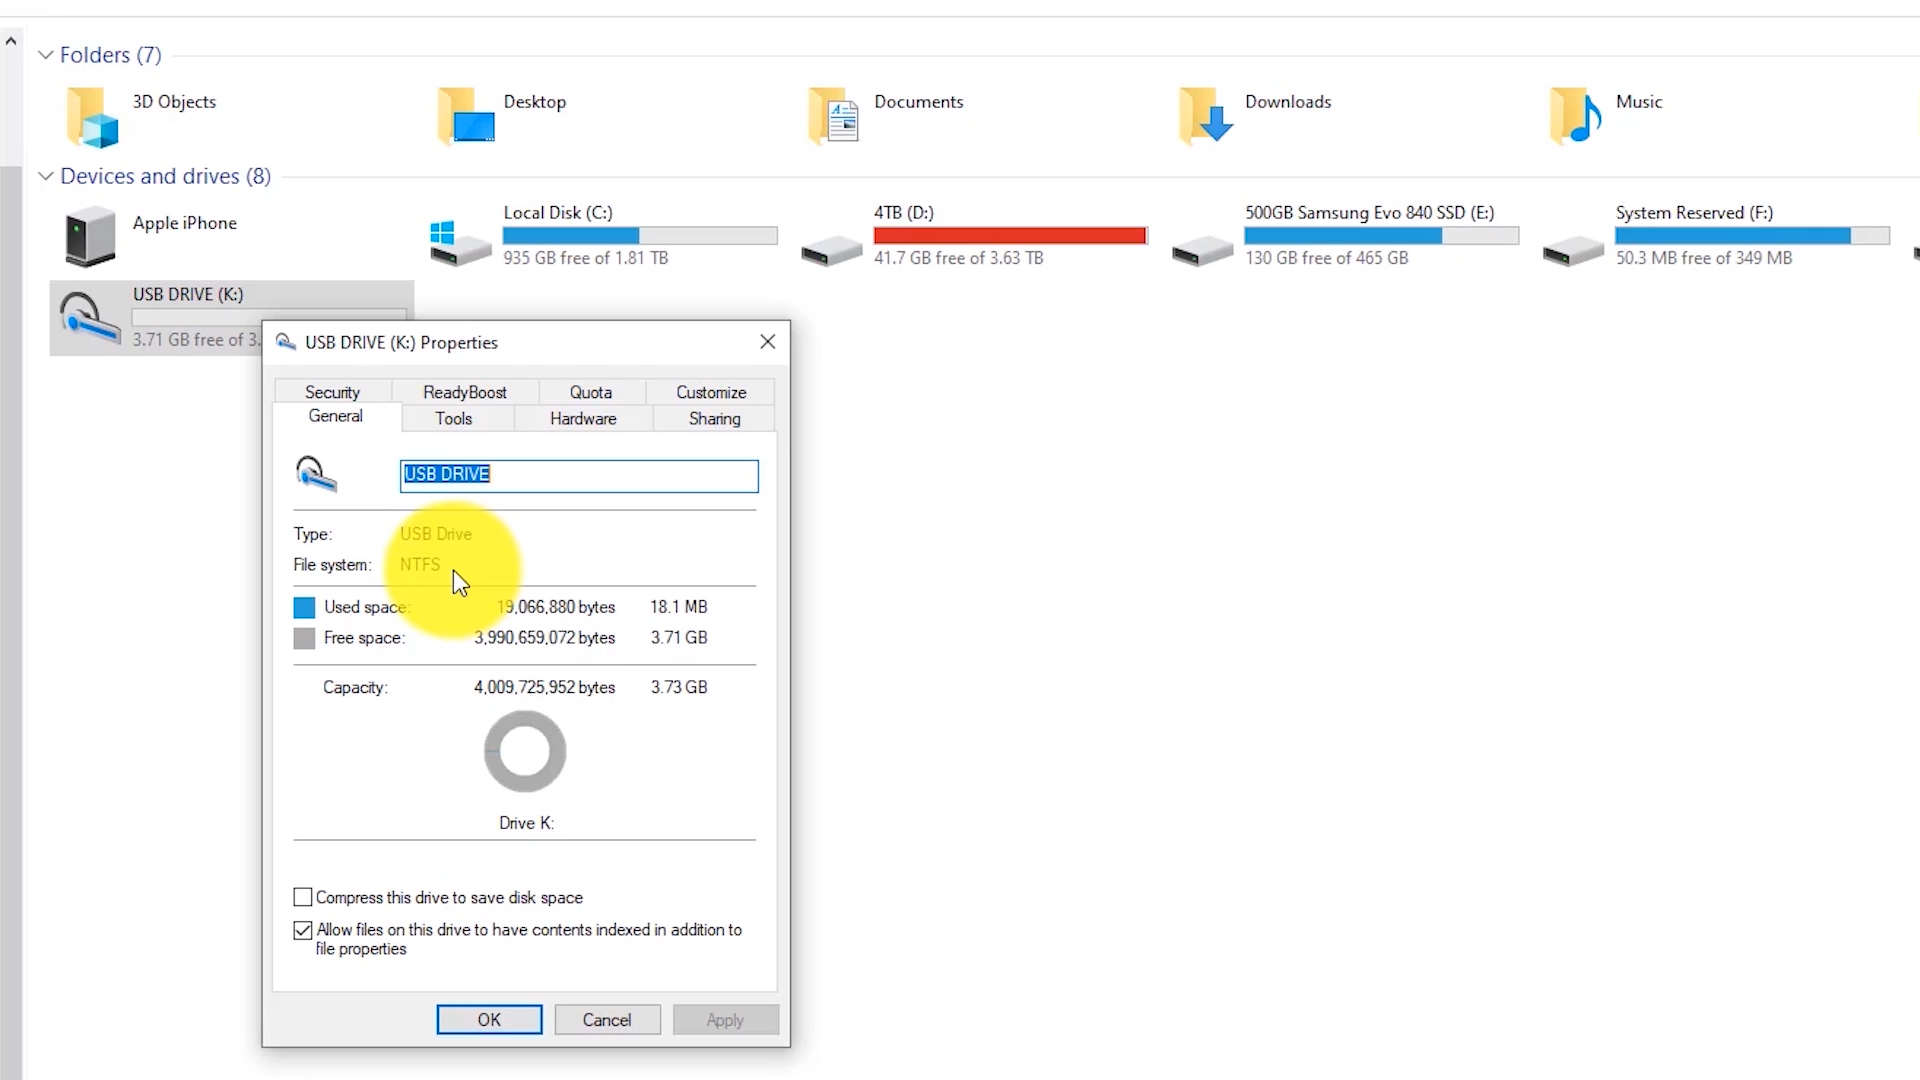 Folders (7)
3D Objects
Desktop
Documents
Downloads
Music
Devices and drives (8)
Apple iPhone
Local Disk (C:)
935 GB free of 1.81 TB
4TB (D:)
41.7 GB free of 3.63 TB
500GB Samsung Evo 840 SSD (E:)
130 GB free of 465 GB
System Reserved (F:)
50.3 MB free of 349 MB
USB DRIVE (K:)
3.71 GB free of 3.
USB DRIVE (K:) Properties
Security ReadyBoost Quota Customize
General Tools Hardware Sharing
USB DRIVE
Type: USB Drive
File system: NTFS
Used space: 19,066,880 bytes 18.1 MB
Free space: 3,990,659,072 bytes 3.71 GB
Capacity: 4,009,725,952 bytes 3.73 GB
Drive K:
Compress this drive to save disk space
Allow files on this drive to have contents indexed in addition to
file properties
OK Cancel Apply